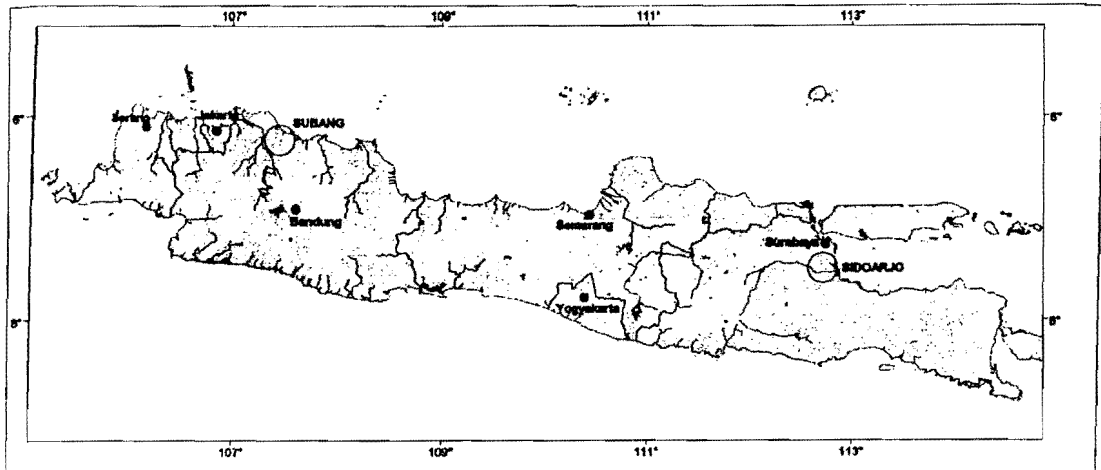 107°
109°
111°
113°
6°
6°
Serang
Jakarta
SUBANG
Bandung
Semarang
Surabaya
SIDOARJO
Yogyakarta
8°
8°
107°
109°
111°
113°